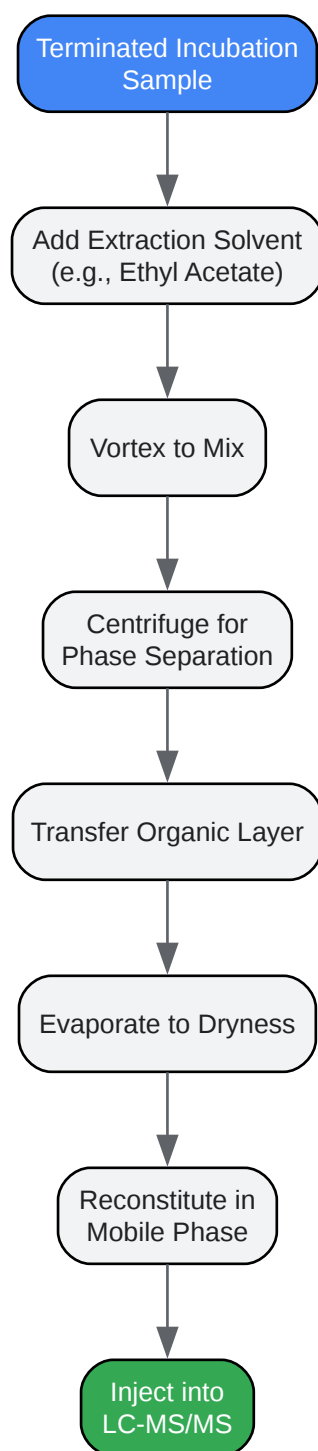 Terminated Incubation
Sample
Add Extraction Solvent
(e.g., Ethyl Acetate)
Vortex to Mix
Centrifuge for
Phase Separation
Transfer Organic Layer
Evaporate to Dryness
Reconstitute in
Mobile Phase
Inject into
LC-MS/MS